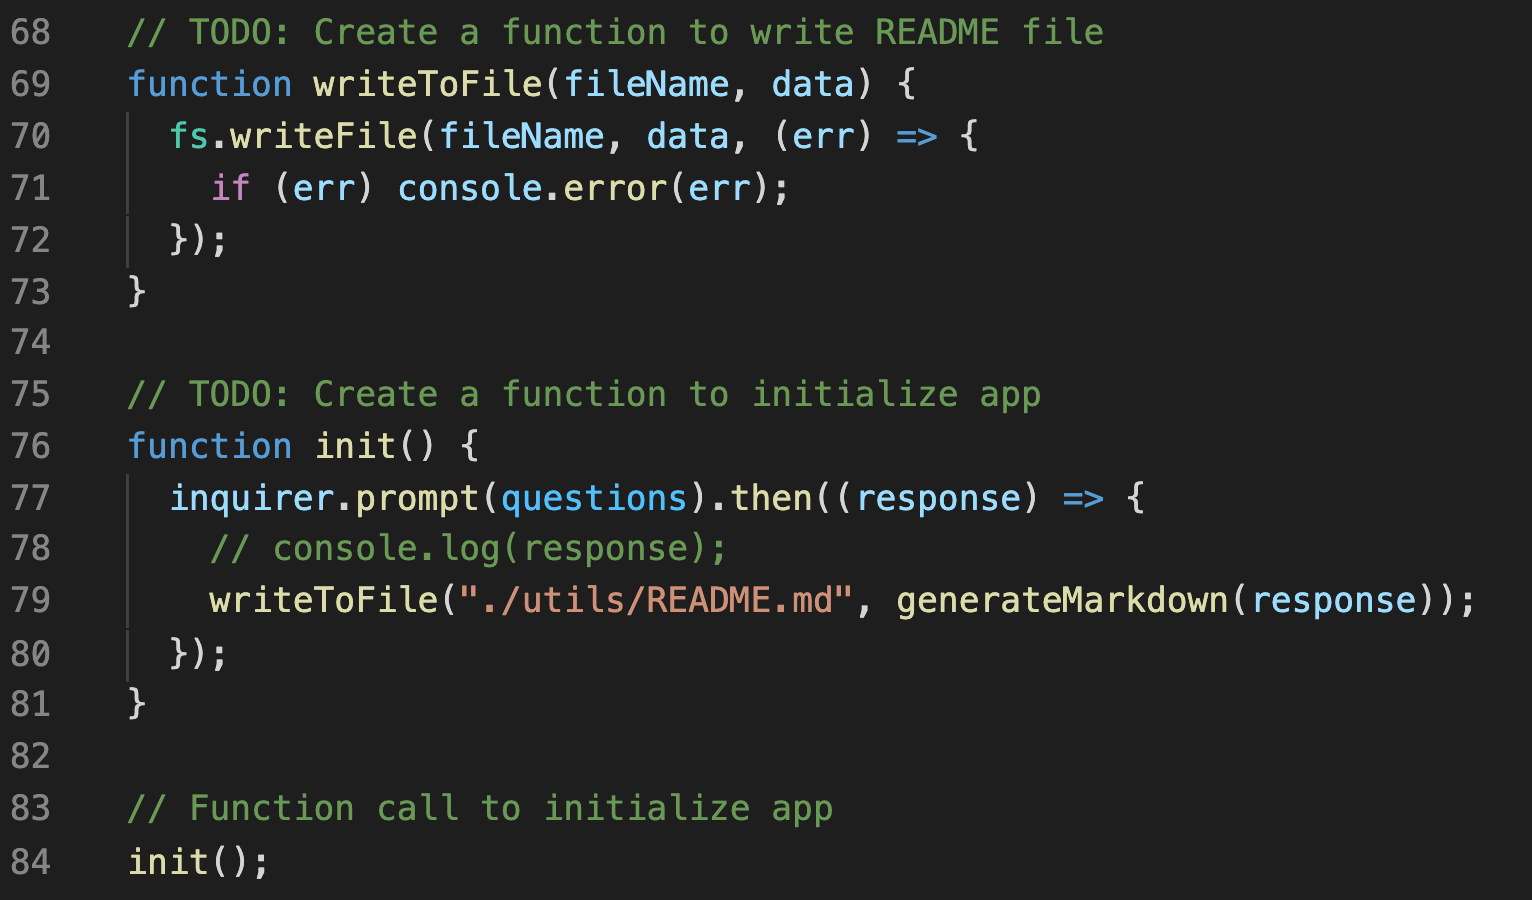 68 // TODO: Create a function to write README file
69 function writeToFile(fileName, data) {
70   fs.writeFile(fileName, data, (err) => {
71     if (err) console.error(err);
72   });
73 }
74
75 // TODO: Create a function to initialize app
76 function init() {
77   inquirer.prompt(questions).then((response) => {
78     // console.log(response);
79     writeToFile("./utils/README.md", generateMarkdown(response));
80   });
81 }
82
83 // Function call to initialize app
84 init();